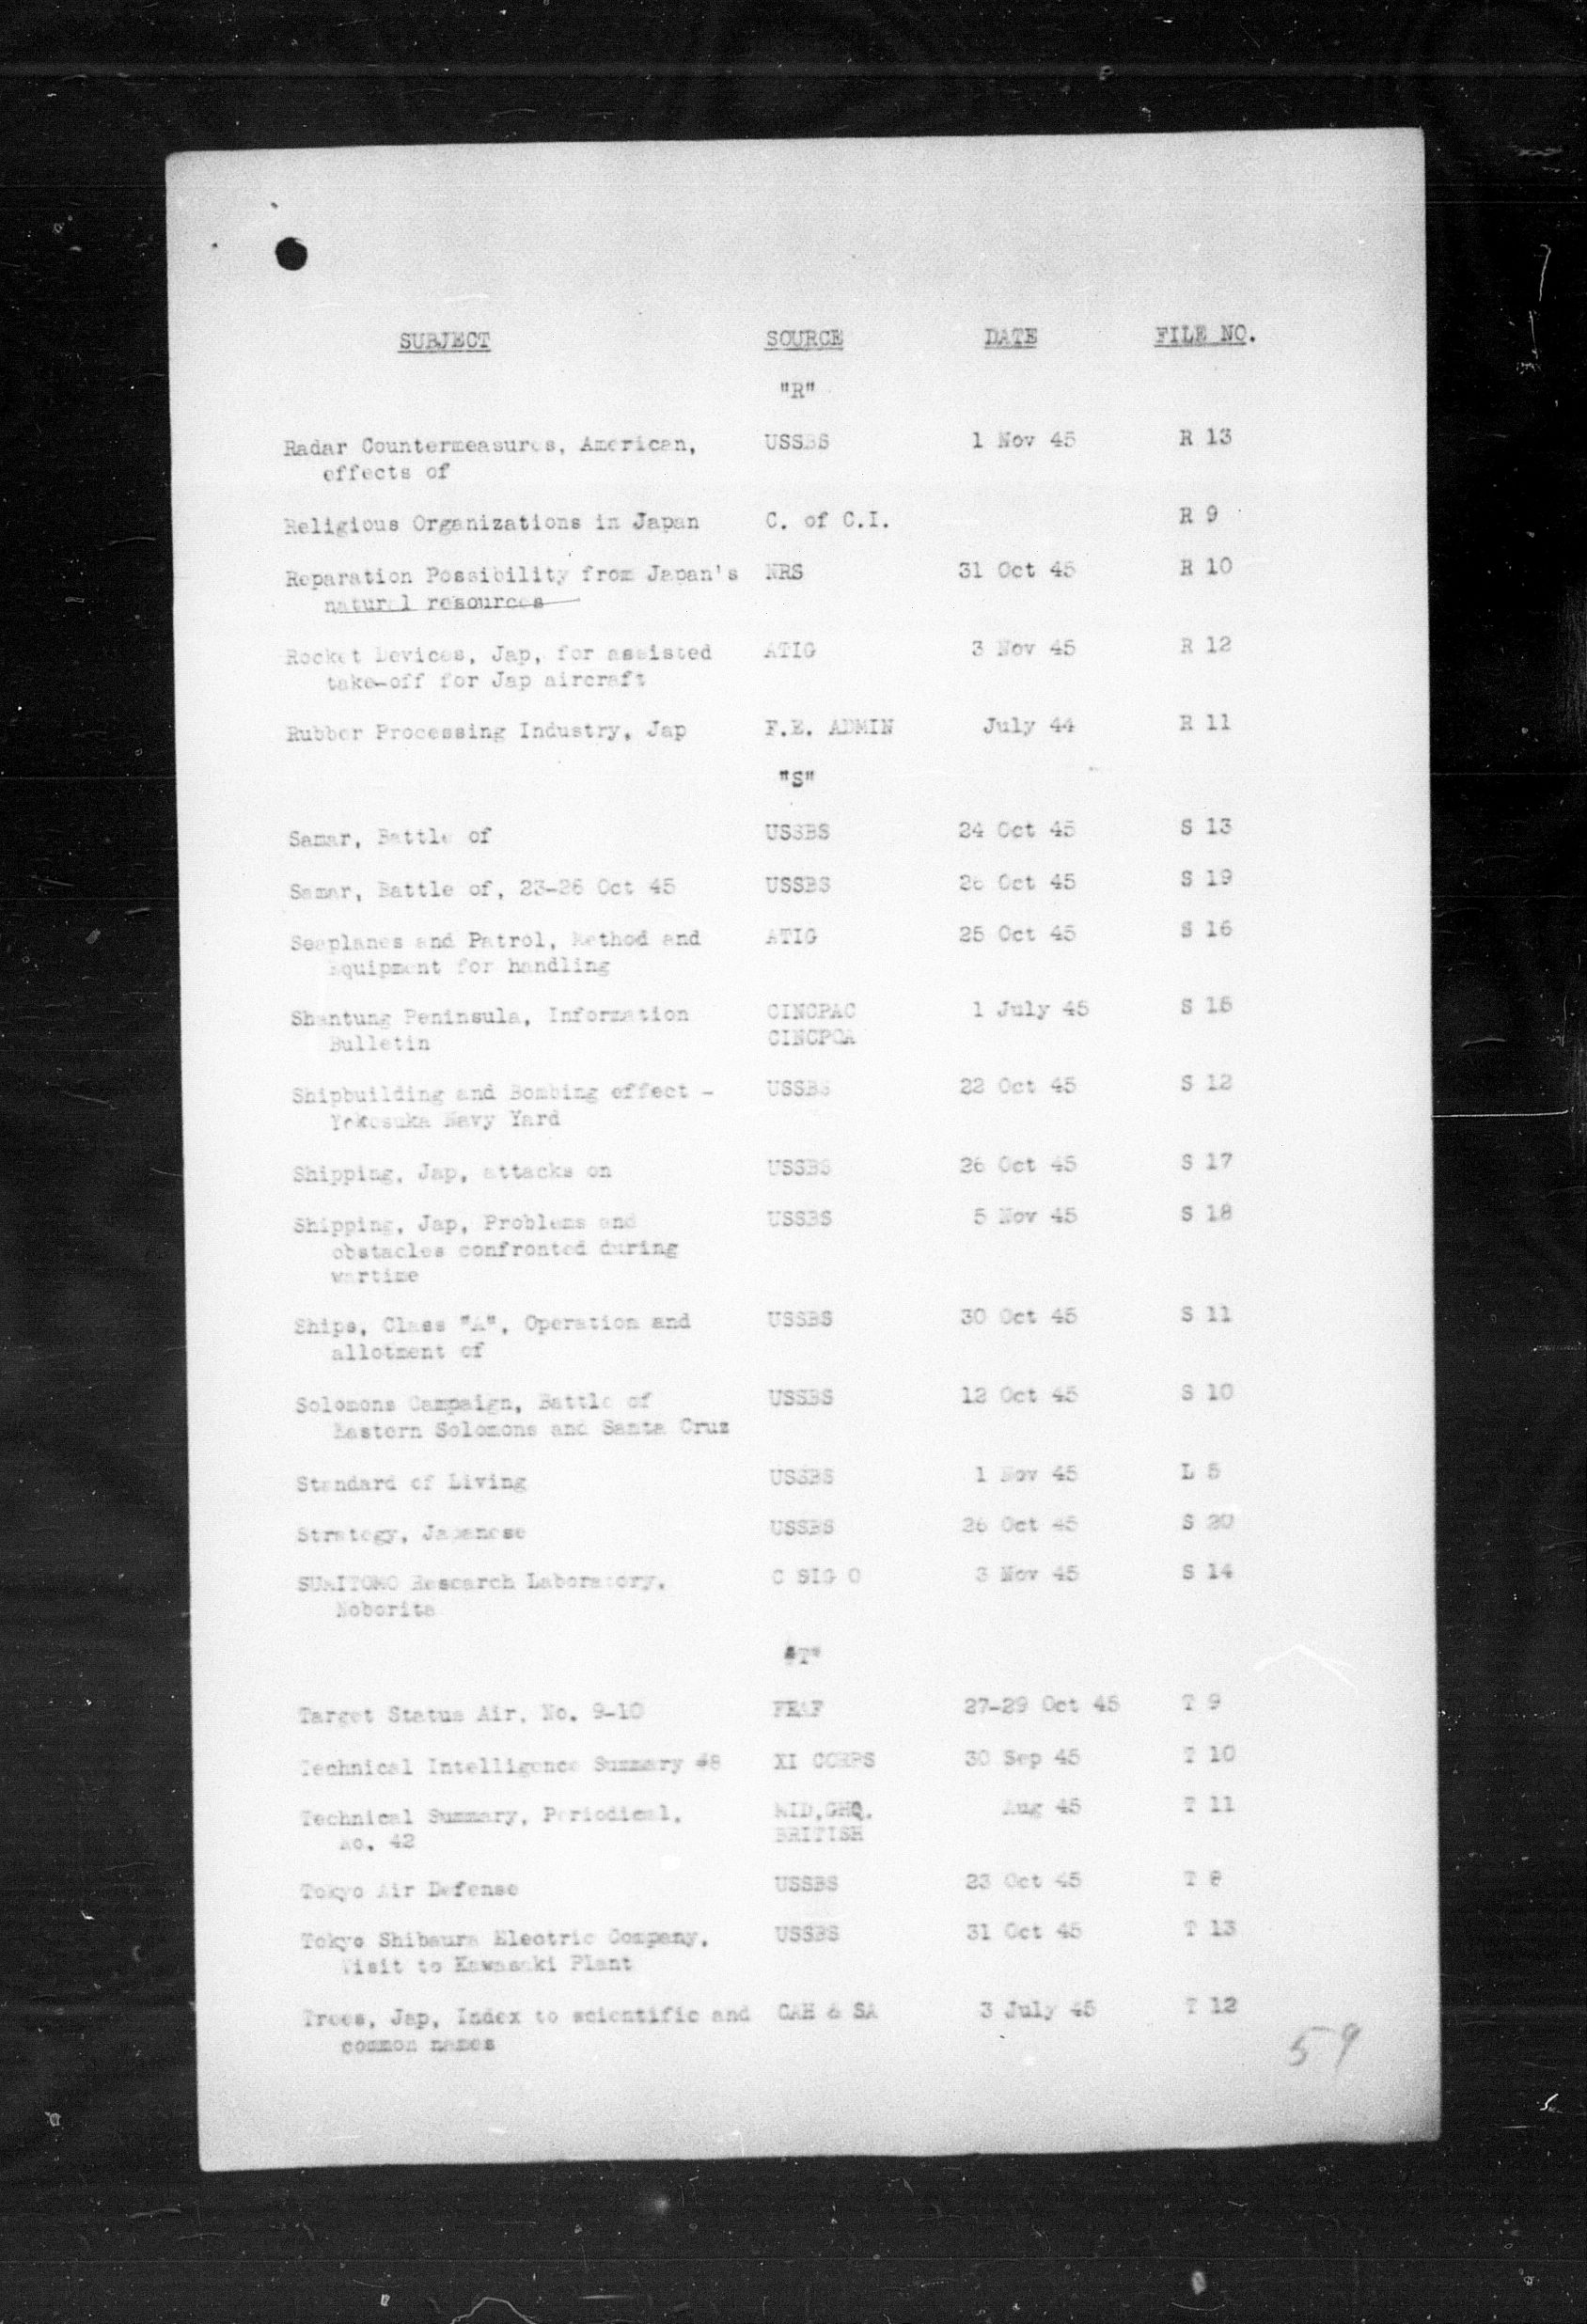 SUBJECT SOURCE DATE FILE NO.
"R"
Radar Countermeasures, American, USSBS 1 Nov 45 R 13
effects of
Religious Organizations in Japan C. of C.I. R 9
Reparation Possibility from Japan's NRS 31 Oct 45 R 10
natural resources
Rocket Devices, Jap, for assisted ATIG 3 Nov 45 R 12
take-off for Jap aircraft
Rubber Processing Industry, Jap F.E. ADMIN July 44 R 11
"S"
Samar, Battle of USSBS 24 Oct 45 S 13
Samar, Battle of, 23-26 Oct 45 USSBS 26 Oct 45 S 19
Seaplanes and Patrol, Method and ATIG 25 Oct 45 S 16
Equipment for handling
Shantung Peninsula, Information CINCPAC 1 July 45 S 15
Bulletin CINCPOA
Shipbuilding and Bombing effect - USSBS 22 Oct 45 S 12
Yokosuka Navy Yard
Shipping, Jap, attacks on USSBS 26 Oct 45 S 17
Shipping, Jap, Problems and USSBS 5 Nov 45 S 18
obstacles confronted during
wartime
Ships, Class "A", Operation and USSBS 30 Oct 45 S 11
allotment of
Solomons Campaign, Battle of USSBS 12 Oct 45 S 10
Eastern Solomons and Santa Cruz
Standard of Living USSBS 1 Nov 45 L 5
Strategy, Japanese USSBS 26 Oct 45 S 20
SUMITOMO Research Laboratory, C SIG O 3 Nov 45 S 14
Noborita
"T"
Target Status Air, No. 9-10 FEAF 27-29 Oct 45 T 9
Technical Intelligence Summary #8 XI CORPS 30 Sep 45 T 10
Technical Summary, Periodical, MID,GHQ. Aug 45 T 11
No. 42 BRITISH
Tokyo Air Defense USSBS 23 Oct 45 T 8
Tokyo Shibaura Electric Company, USSBS 31 Oct 45 T 13
Visit to Kawasaki Plant
Trees, Jap, Index to scientific and CAH & SA 3 July 45 T 12
common names
59